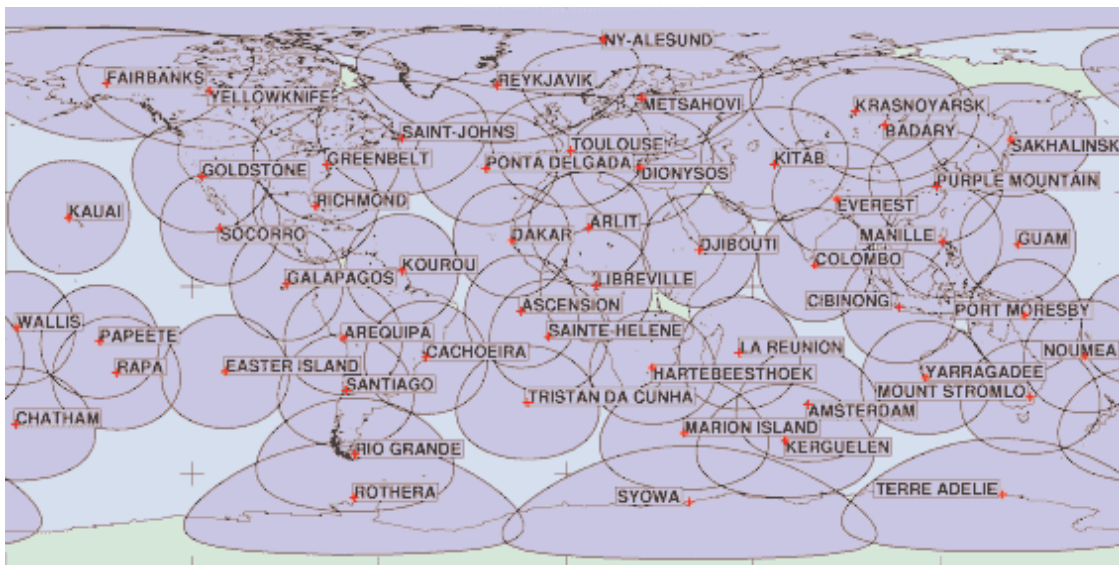 NY-ALESUND
FAIRBANKS
YELLOWKNIFE
REYKJAVIK
METSAHOVI
KRASNOYARSK
BADARY
SAINT-JOHNS
SAKHALINSK
TOULOUSE
GREENBELT
PONTA DELGADA
KITAB
GOLDSTONE
DIONYSOS
PURPLE MOUNTAIN
RICHMOND
EVEREST
KAUAI
ARLIT
SOCORRO
DAKAR
DJIBOUTI
MANILLE
GUAM
COLOMBO
KOUROU
GALAPAGOS
LIBREVILLE
ASCENSION
CIBINONG
PORT MORESBY
WALLIS
PAPEETE
AREQUIPA
SAINTE-HELENE
LA REUNION
NOUMEA
CACHOEIRA
RAPA
EASTER ISLAND
HARTEBEESTHOEK
YARRAGADEE
SANTIAGO
MOUNT STROMLO
TRISTAN DA CUNHA
AMSTERDAM
CHATHAM
MARION ISLAND
KERGUELEN
RIO GRANDE
ROTHERA
SYOWA
TERRE ADELIE